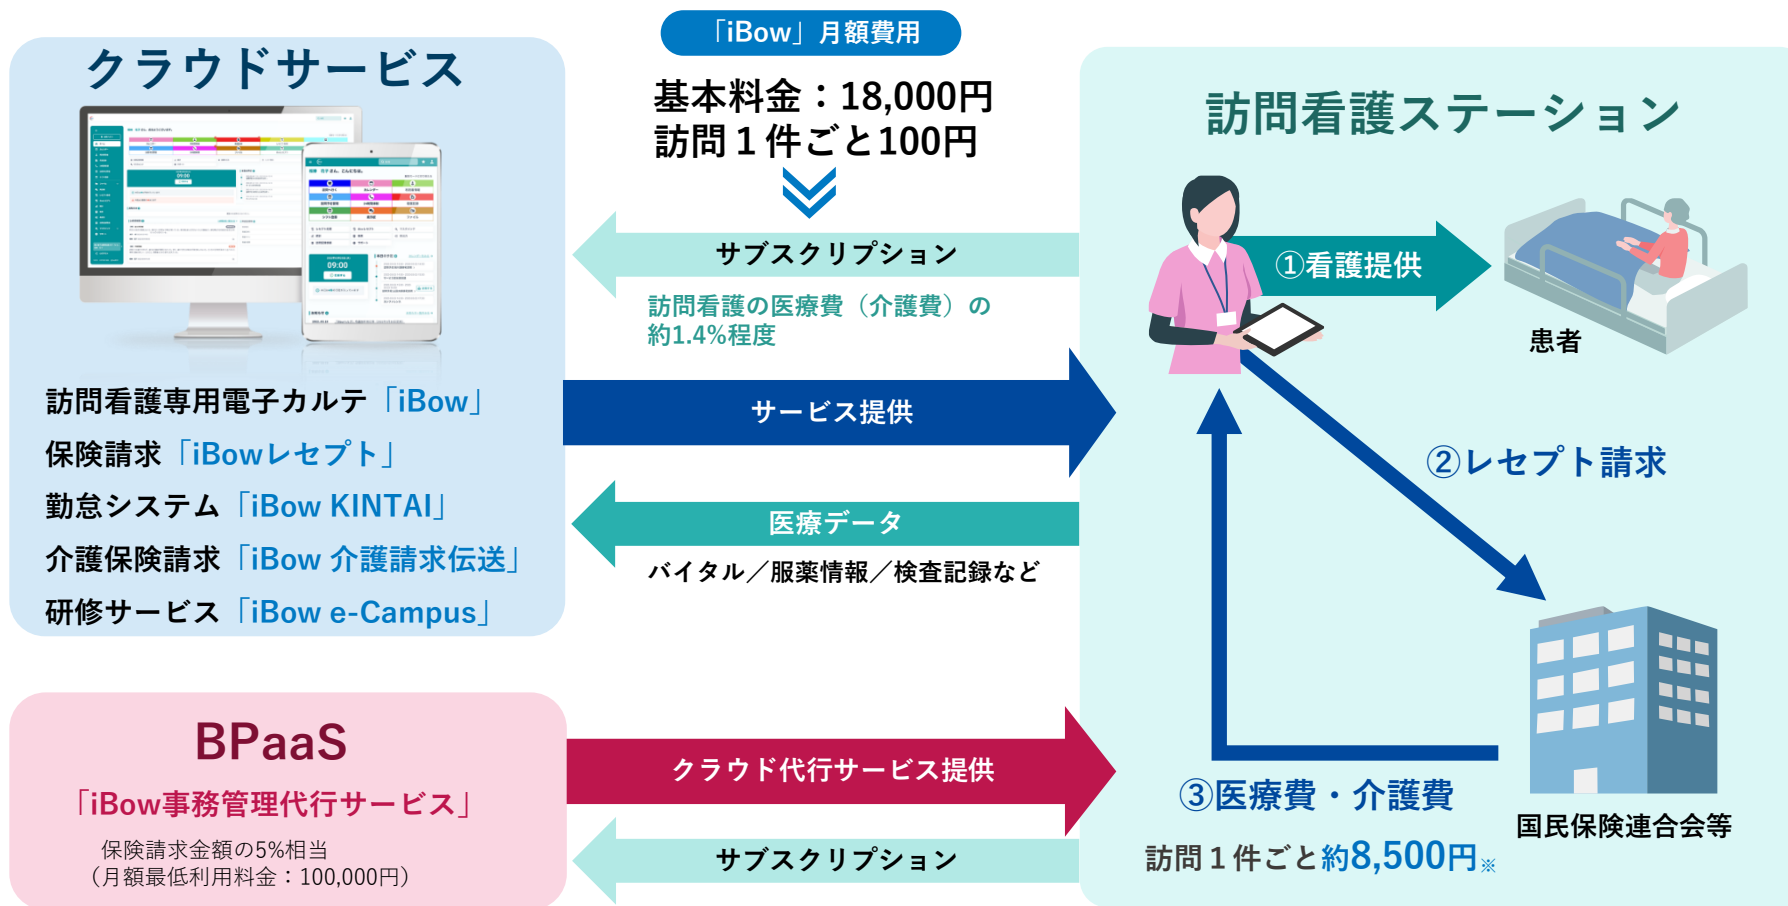 「iBow」月額費用
基本料金：18,000円
訪問１件ごと100円
クラウドサービス
09:00
09:00
訪問看護専用電子カルテ「iBow」
保険請求「iBowレセプト」
勤怠システム「iBow KINTAI」
介護保険請求「iBow 介護請求伝送」
研修サービス「iBow e-Campus」
サブスクリプション
訪問看護の医療費（介護費）の
約1.4%程度
サービス提供
医療データ
バイタル／服薬情報／検査記録など
訪問看護ステーション
①看護提供
患者
②レセプト請求
③医療費・介護費
訪問１件ごと約8,500円※
国民保険連合会等
BPaaS
「iBow事務管理代行サービス」
保険請求金額の5%相当
（月額最低利用料金：100,000円）
クラウド代行サービス提供
サブスクリプション